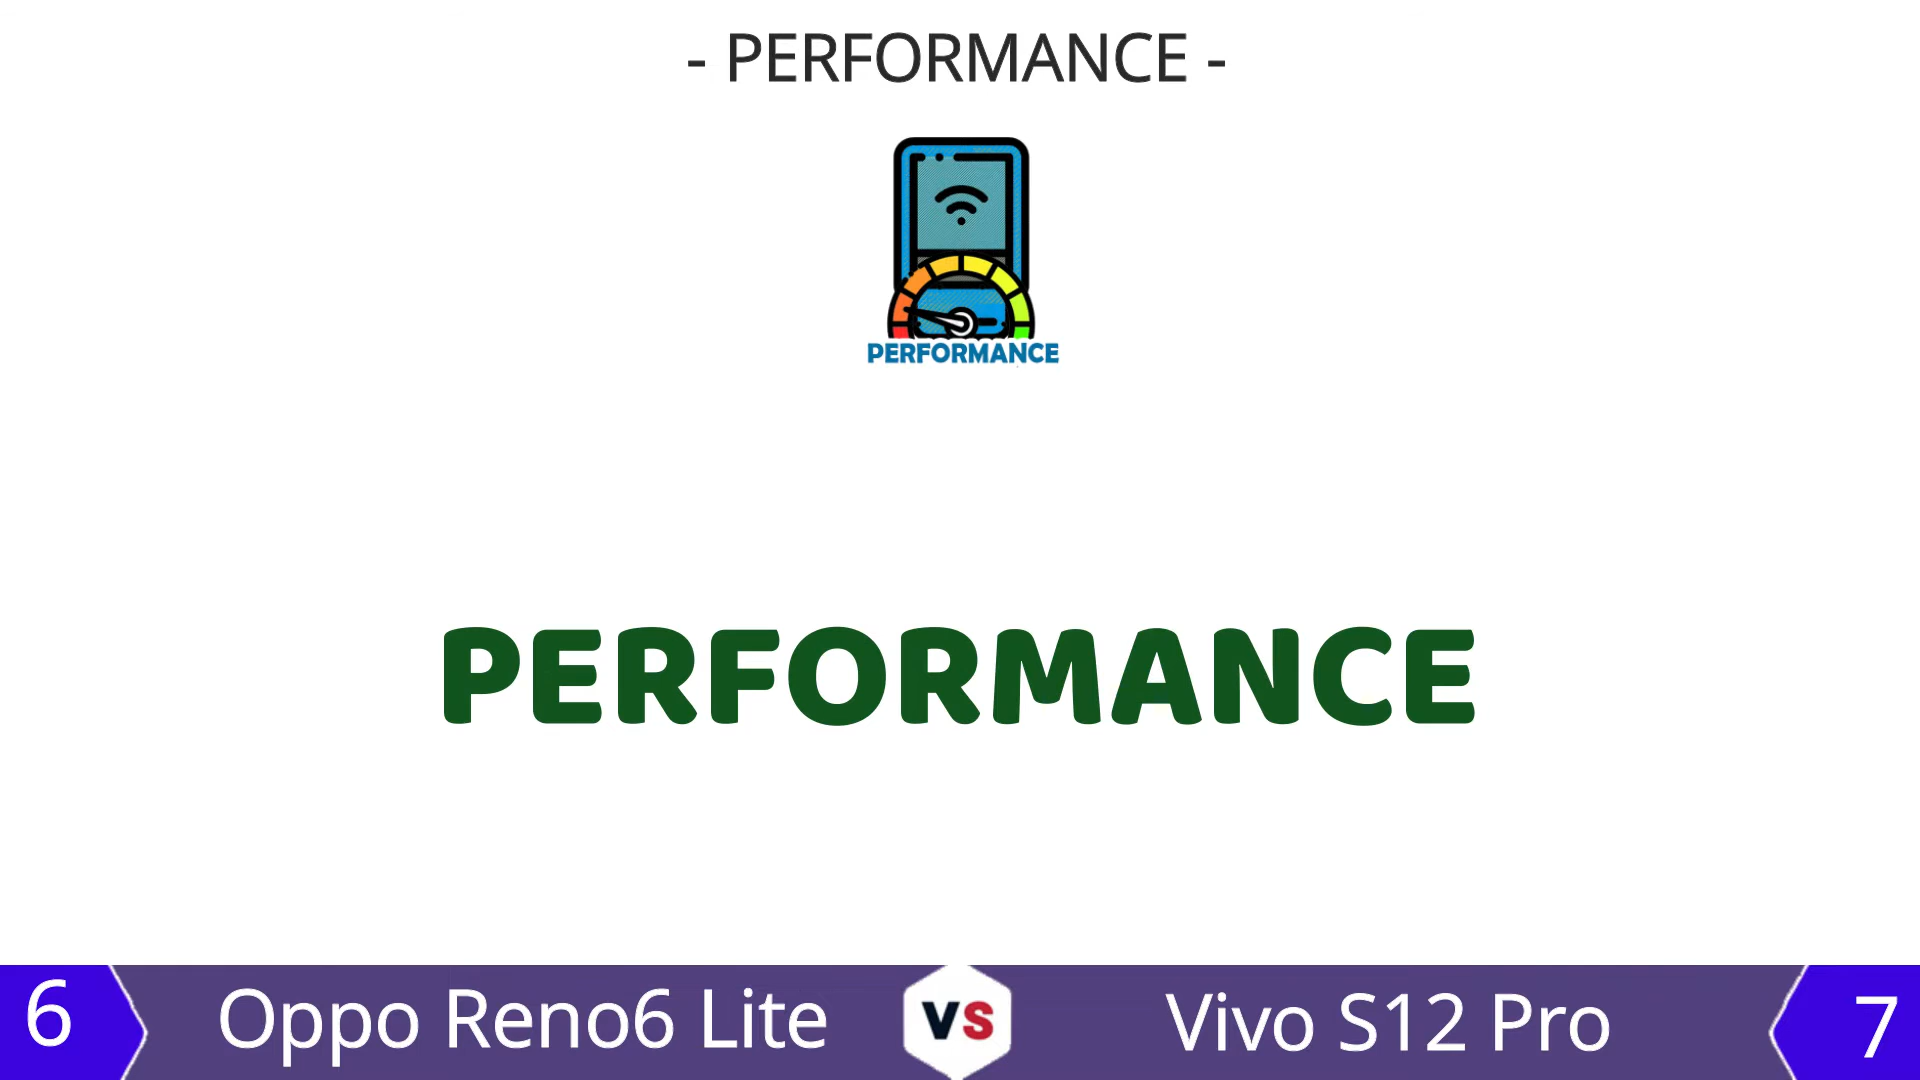 - PERFORMANCE -
PERFORMANCE
PERFORMANCE
6 Oppo Reno6 Lite VS Vivo S12 Pro 7